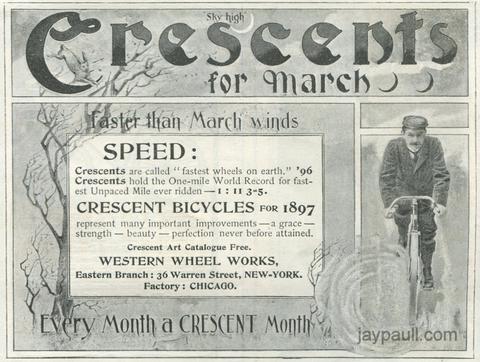 "Sky high"
Crescents
for March
Faster than March winds
SPEED:
Crescents are called "fastest wheels on earth." '96
Crescents hold the One-mile World Record for fast-
est Unpaced Mile ever ridden — 1 : 11 3-5.
CRESCENT BICYCLES FOR 1897
represent many important improvements — a grace —
strength — beauty — perfection never before attained.
Crescent Art Catalogue Free.
WESTERN WHEEL WORKS,
Eastern Branch : 36 Warren Street, NEW-YORK.
Factory : CHICAGO.
Every Month a CRESCENT Month
jaypaull.com